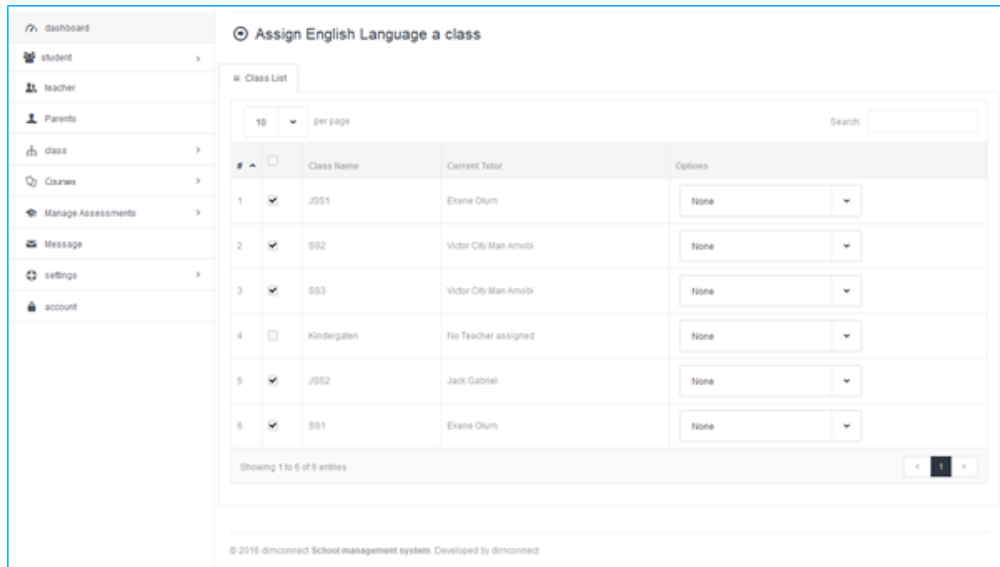 dashboard
student
teacher
Parents
class
Courses
Manage Assessments
Message
settings
account
Assign English Language a class
Class List
10 per page Search:
# Class Name Current Tutor Options
1 JSS1 Ekene Olum None
2 SS2 Victor City Man Amobi None
3 SS3 Victor City Man Amobi None
4 Kindergaten No Teacher assigned None
5 JSS2 Jack Gabriel None
6 SS1 Ekene Olum None
Showing 1 to 6 of 6 entries 1
© 2016 dimconnect School management system. Developed by dimconnect